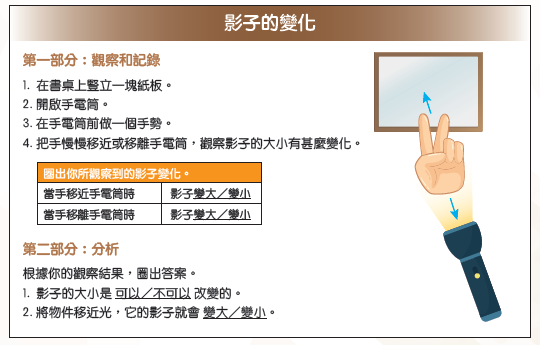 影子的變化
第一部分：觀察和記錄
1. 在書桌上豎立一塊紙板。
2. 開啟手電筒。
3. 在手電筒前做一個手勢。
4. 把手慢慢移近或移離手電筒，觀察影子的大小有甚麼變化。
圈出你所觀察到的影子變化。
當手移近手電筒時 影子變大／變小
當手移離手電筒時 影子變大／變小
第二部分：分析
根據你的觀察結果，圈出答案。
1. 影子的大小是 可以／不可以 改變的。
2. 將物件移近光，它的影子就會 變大／變小。